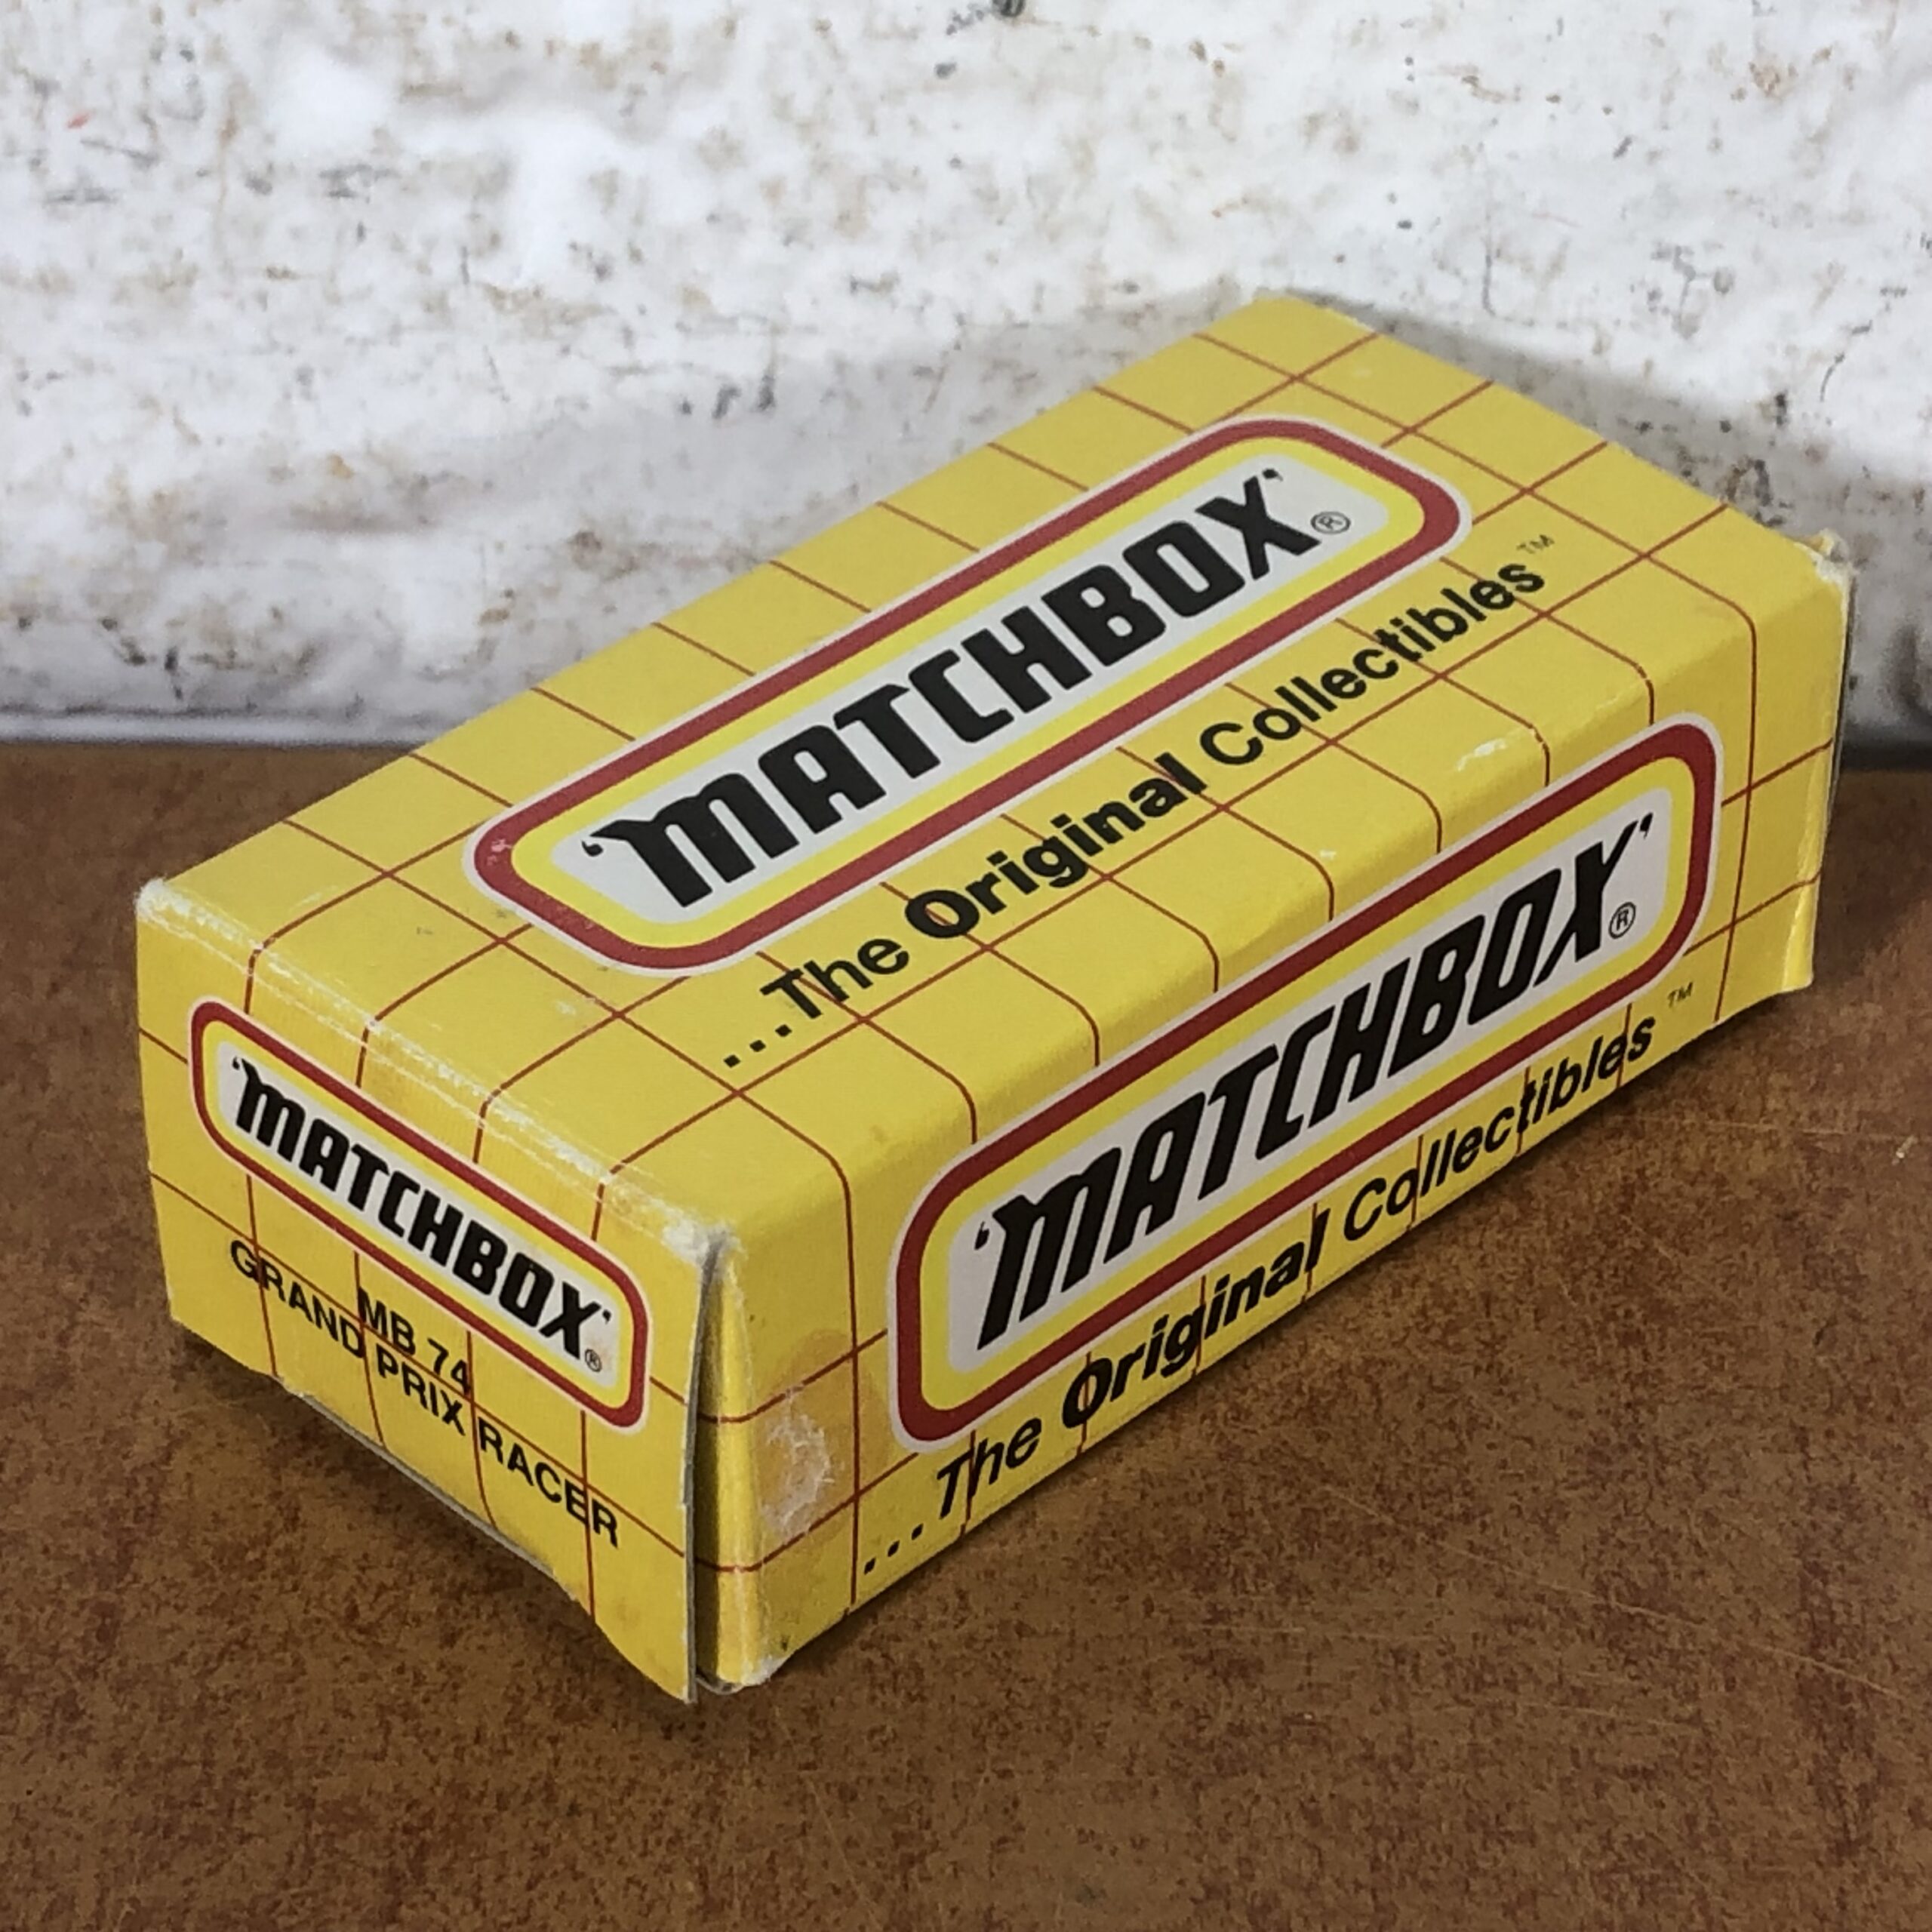 'MATCHBOX'®
...The Original Collectibles™
'MATCHBOX'®
...The Original Collectibles™
'MATCHBOX'®
MB 74
GRAND PRIX RACER